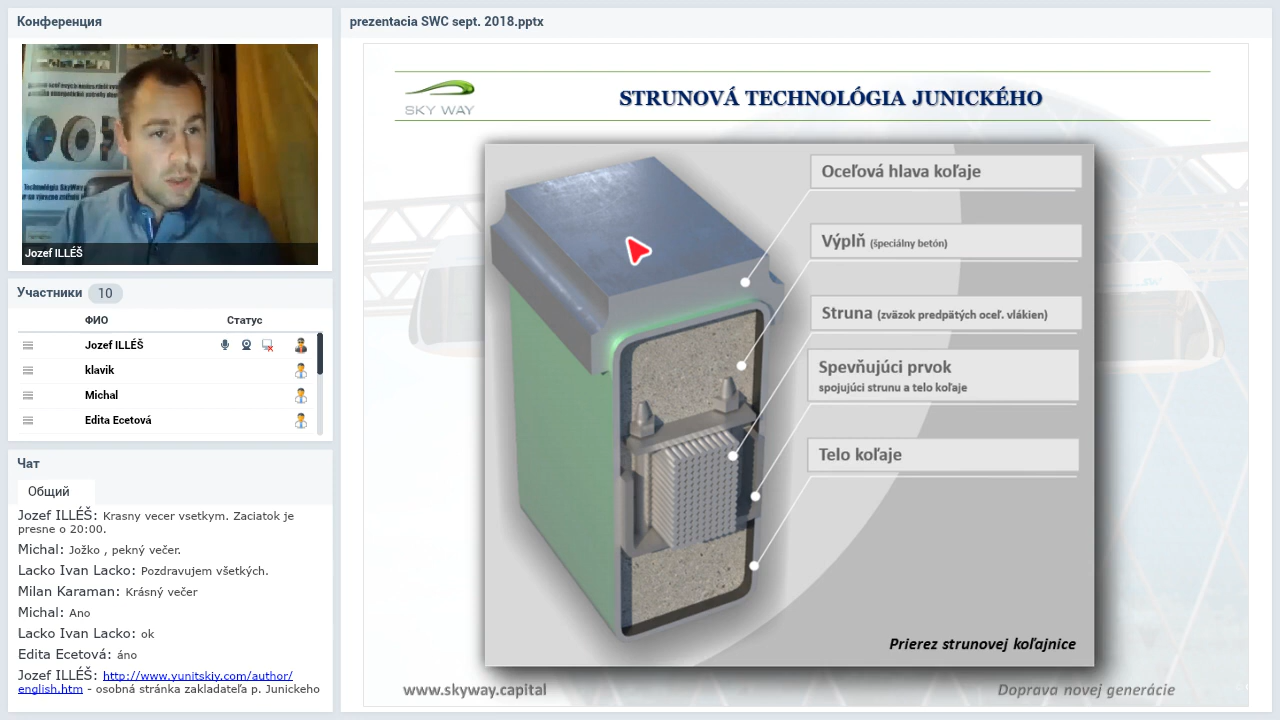 Конференция
Jozef ILLÉŠ
Участники 10
ФИО Статус
Jozef ILLÉŠ
klavik
Michal
Edita Ecetová
Чат
Общий
Jozef ILLÉŠ: Krasny vecer vsetkym. Zaciatok je
presne o 20:00.
Michal: Jožko , pekný večer.
Lacko Ivan Lacko: Pozdravujem všetkých.
Milan Karaman: Krásný večer
Michal: Ano
Lacko Ivan Lacko: ok
Edita Ecetová: áno
Jozef ILLÉŠ: http://www.yunitskiy.com/author/
english.htm - osobná stránka zakladateľa p. Junickeho
prezentacia SWC sept. 2018.pptx
SKY WAY
STRUNOVÁ TECHNOLÓGIA JUNICKÉHO
Oceľová hlava koľaje
Výplň (špeciálny betón)
Struna (zväzok predpätých oceľ. vlákien)
Spevňujúci prvok
spojujúci strunu a telo koľaje
Telo koľaje
Prierez strunovej koľajnice
www.skyway.capital
Doprava novej generácie